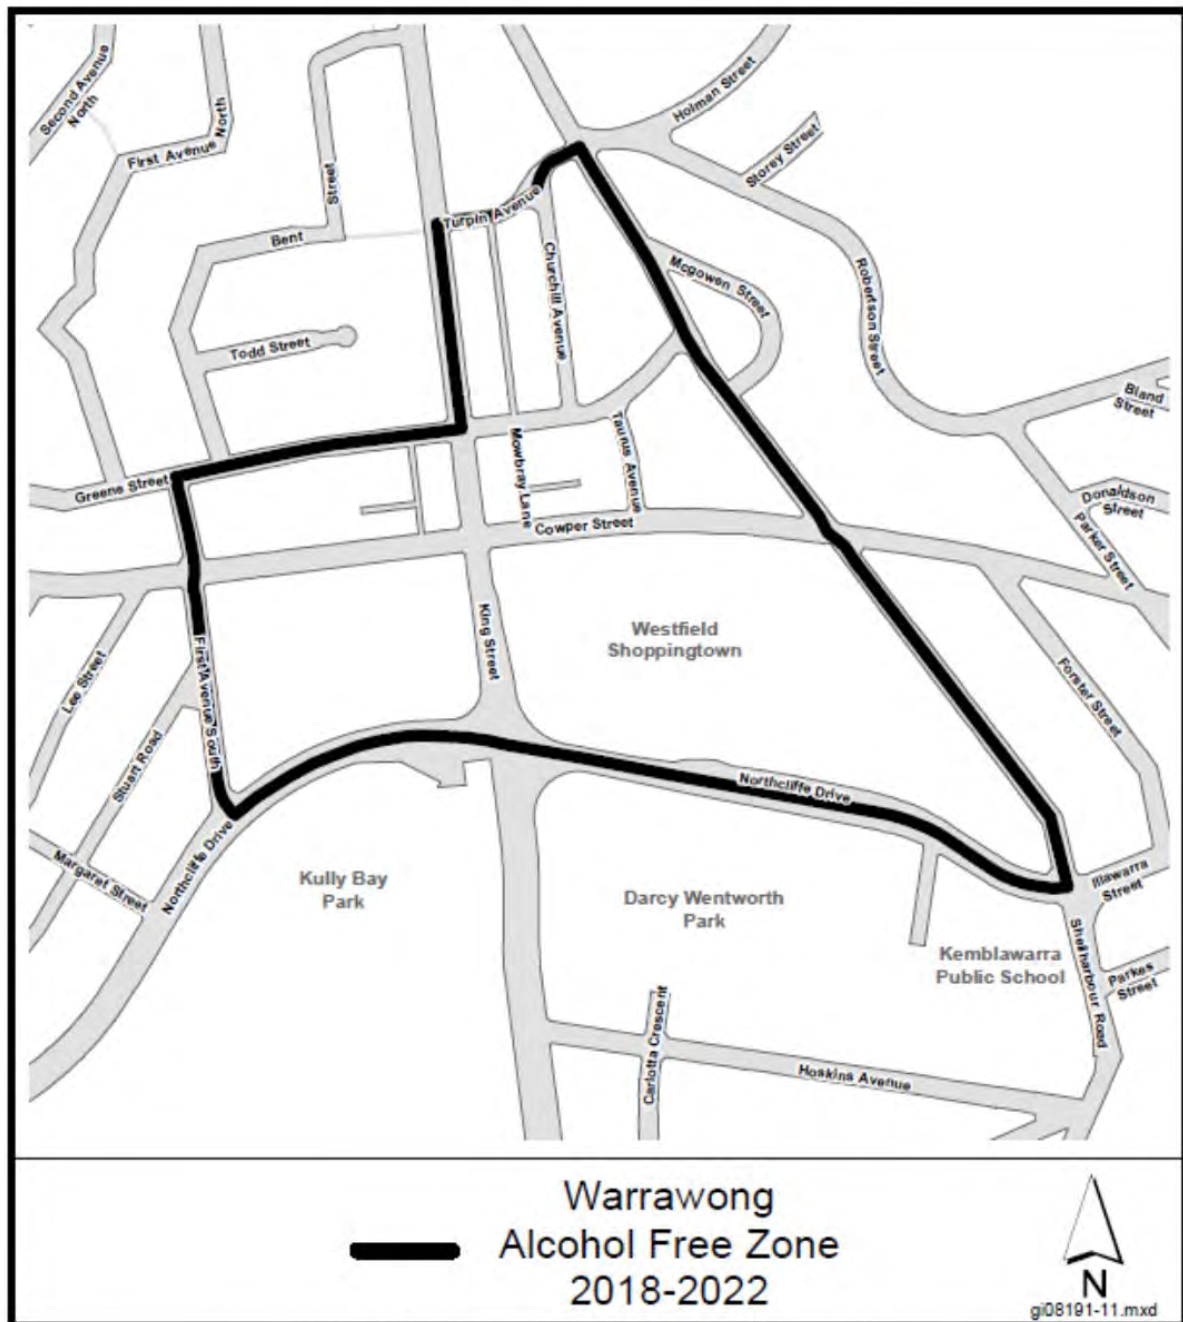 Second Avenue
North
First Avenue
North
Street
Bent
Todd Street
Greene Street
Turpin Avenue
Churchill Avenue
Holman Street
Storey Street
Mcgowen Street
Robertson Street
Bland
Street
Donaldson
Street
Parker Street
Taurus Avenue
Mowbray Lane
Cowper Street
King Street
Westfield
Shoppingtown
Forster Street
Lee Street
First Avenue South
Stuart Road
Margaret Street
Northcliffe Drive
Northcliffe Drive
Kully Bay
Park
Darcy Wentworth
Park
Kemblawarra
Public School
Illawarra
Street
Shellharbour Road
Parkes
Street
Carlotta Crescent
Hoskins Avenue
Warrawong
Alcohol Free Zone
2018-2022
N
gi08191-11.mxd